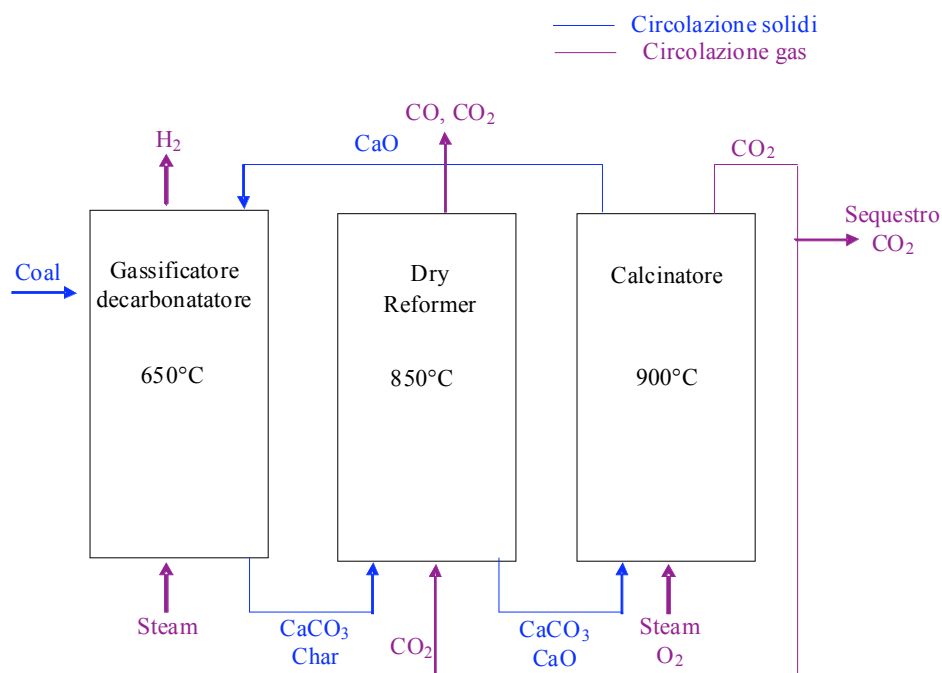 Circolazione solidi
Circolazione gas
CO, CO2
H2
CaO
CO2
Sequestro
CO2
Coal
Gassificatore
decarbonatatore
650°C
Dry
Reformer
850°C
Calcinatore
900°C
Steam
CaCO3
Char
CO2
CaCO3
CaO
Steam
O2